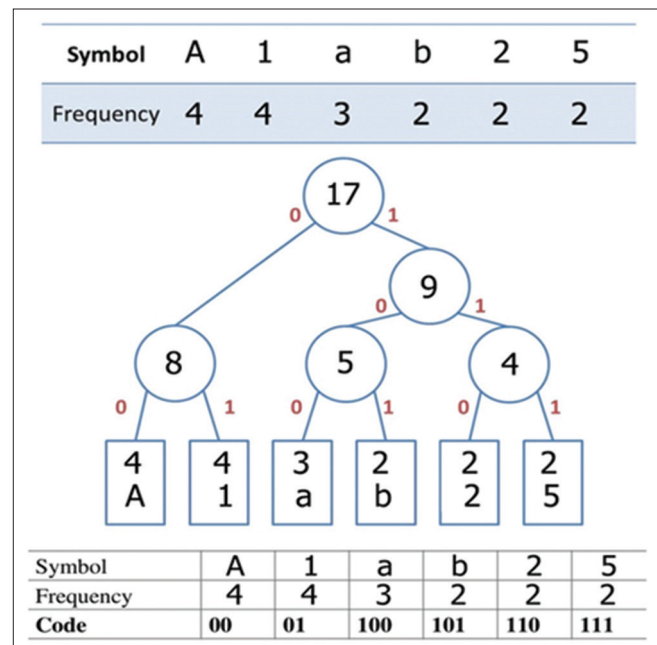 Symbol A 1 a b 2 5
Frequency 4 4 3 2 2 2
17
0 1
9
0 1
8 5 4
0 1 0 1 0 1
4 4 3 2 2 2
A 1 a b 2 5
Symbol A 1 a b 2 5
Frequency 4 4 3 2 2 2
Code 00 01 100 101 110 111